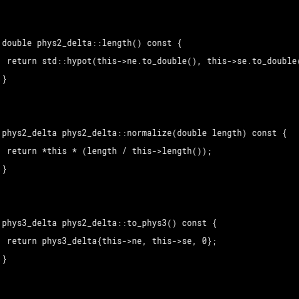 double phys2_delta::length() const {
return std::hypot(this->ne.to_double(), this->se.to_double(
}
phys2_delta phys2_delta::normalize(double length) const {
return *this * (length / this->length());
}
phys3_delta phys2_delta::to_phys3() const {
return phys3_delta{this->ne, this->se, 0};
}